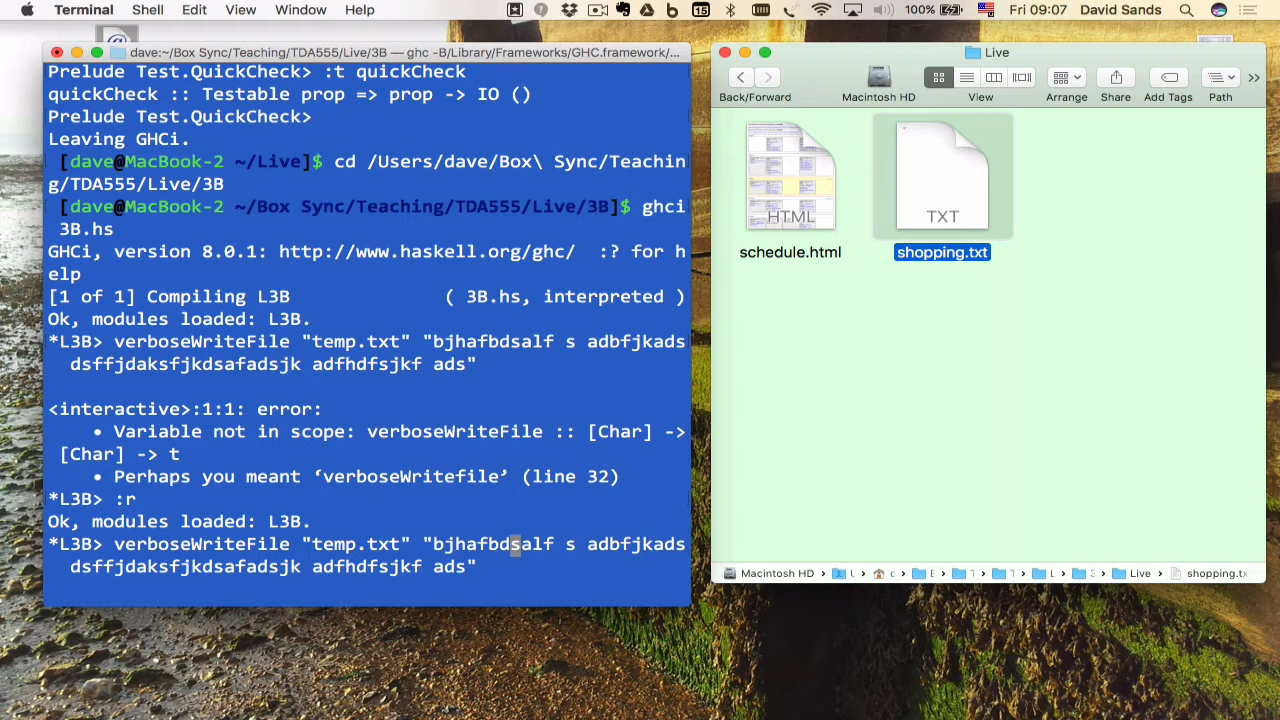 Terminal Shell Edit View Window Help 15 100% Fri 09:07 David Sands
dave:~/Box Sync/Teaching/TDA555/Live/3B — ghc -B/Library/Frameworks/GHC.framework/...
Prelude Test.QuickCheck> :t quickCheck
quickCheck :: Testable prop => prop -> IO ()
Prelude Test.QuickCheck>
Leaving GHCi.
[dave@MacBook-2 ~/Live]$ cd /Users/dave/Box\ Sync/Teachin
g/TDA555/Live/3B
[dave@MacBook-2 ~/Box Sync/Teaching/TDA555/Live/3B]$ ghci
3B.hs
GHCi, version 8.0.1: http://www.haskell.org/ghc/  :? for h
elp
[1 of 1] Compiling L3B ( 3B.hs, interpreted )
Ok, modules loaded: L3B.
*L3B> verboseWriteFile "temp.txt" "bjhafbdsalf s adbfjkads
dsffjdaksfjkdsafadsjk adfhdfsjkf ads"
<interactive>:1:1: error:
• Variable not in scope: verboseWriteFile :: [Char] ->
[Char] -> t
• Perhaps you meant ‘verboseWritefile’ (line 32)
*L3B> :r
Ok, modules loaded: L3B.
*L3B> verboseWriteFile "temp.txt" "bjhafbdsalf s adbfjkads
dsffjdaksfjkdsafadsjk adfhdfsjkf ads"
Live
Back/Forward Macintosh HD View Arrange Share Add Tags Path
HTML
schedule.html
TXT
shopping.txt
Macintosh HD › L › c › E › T › T › L › 3 › Live › shopping.tx